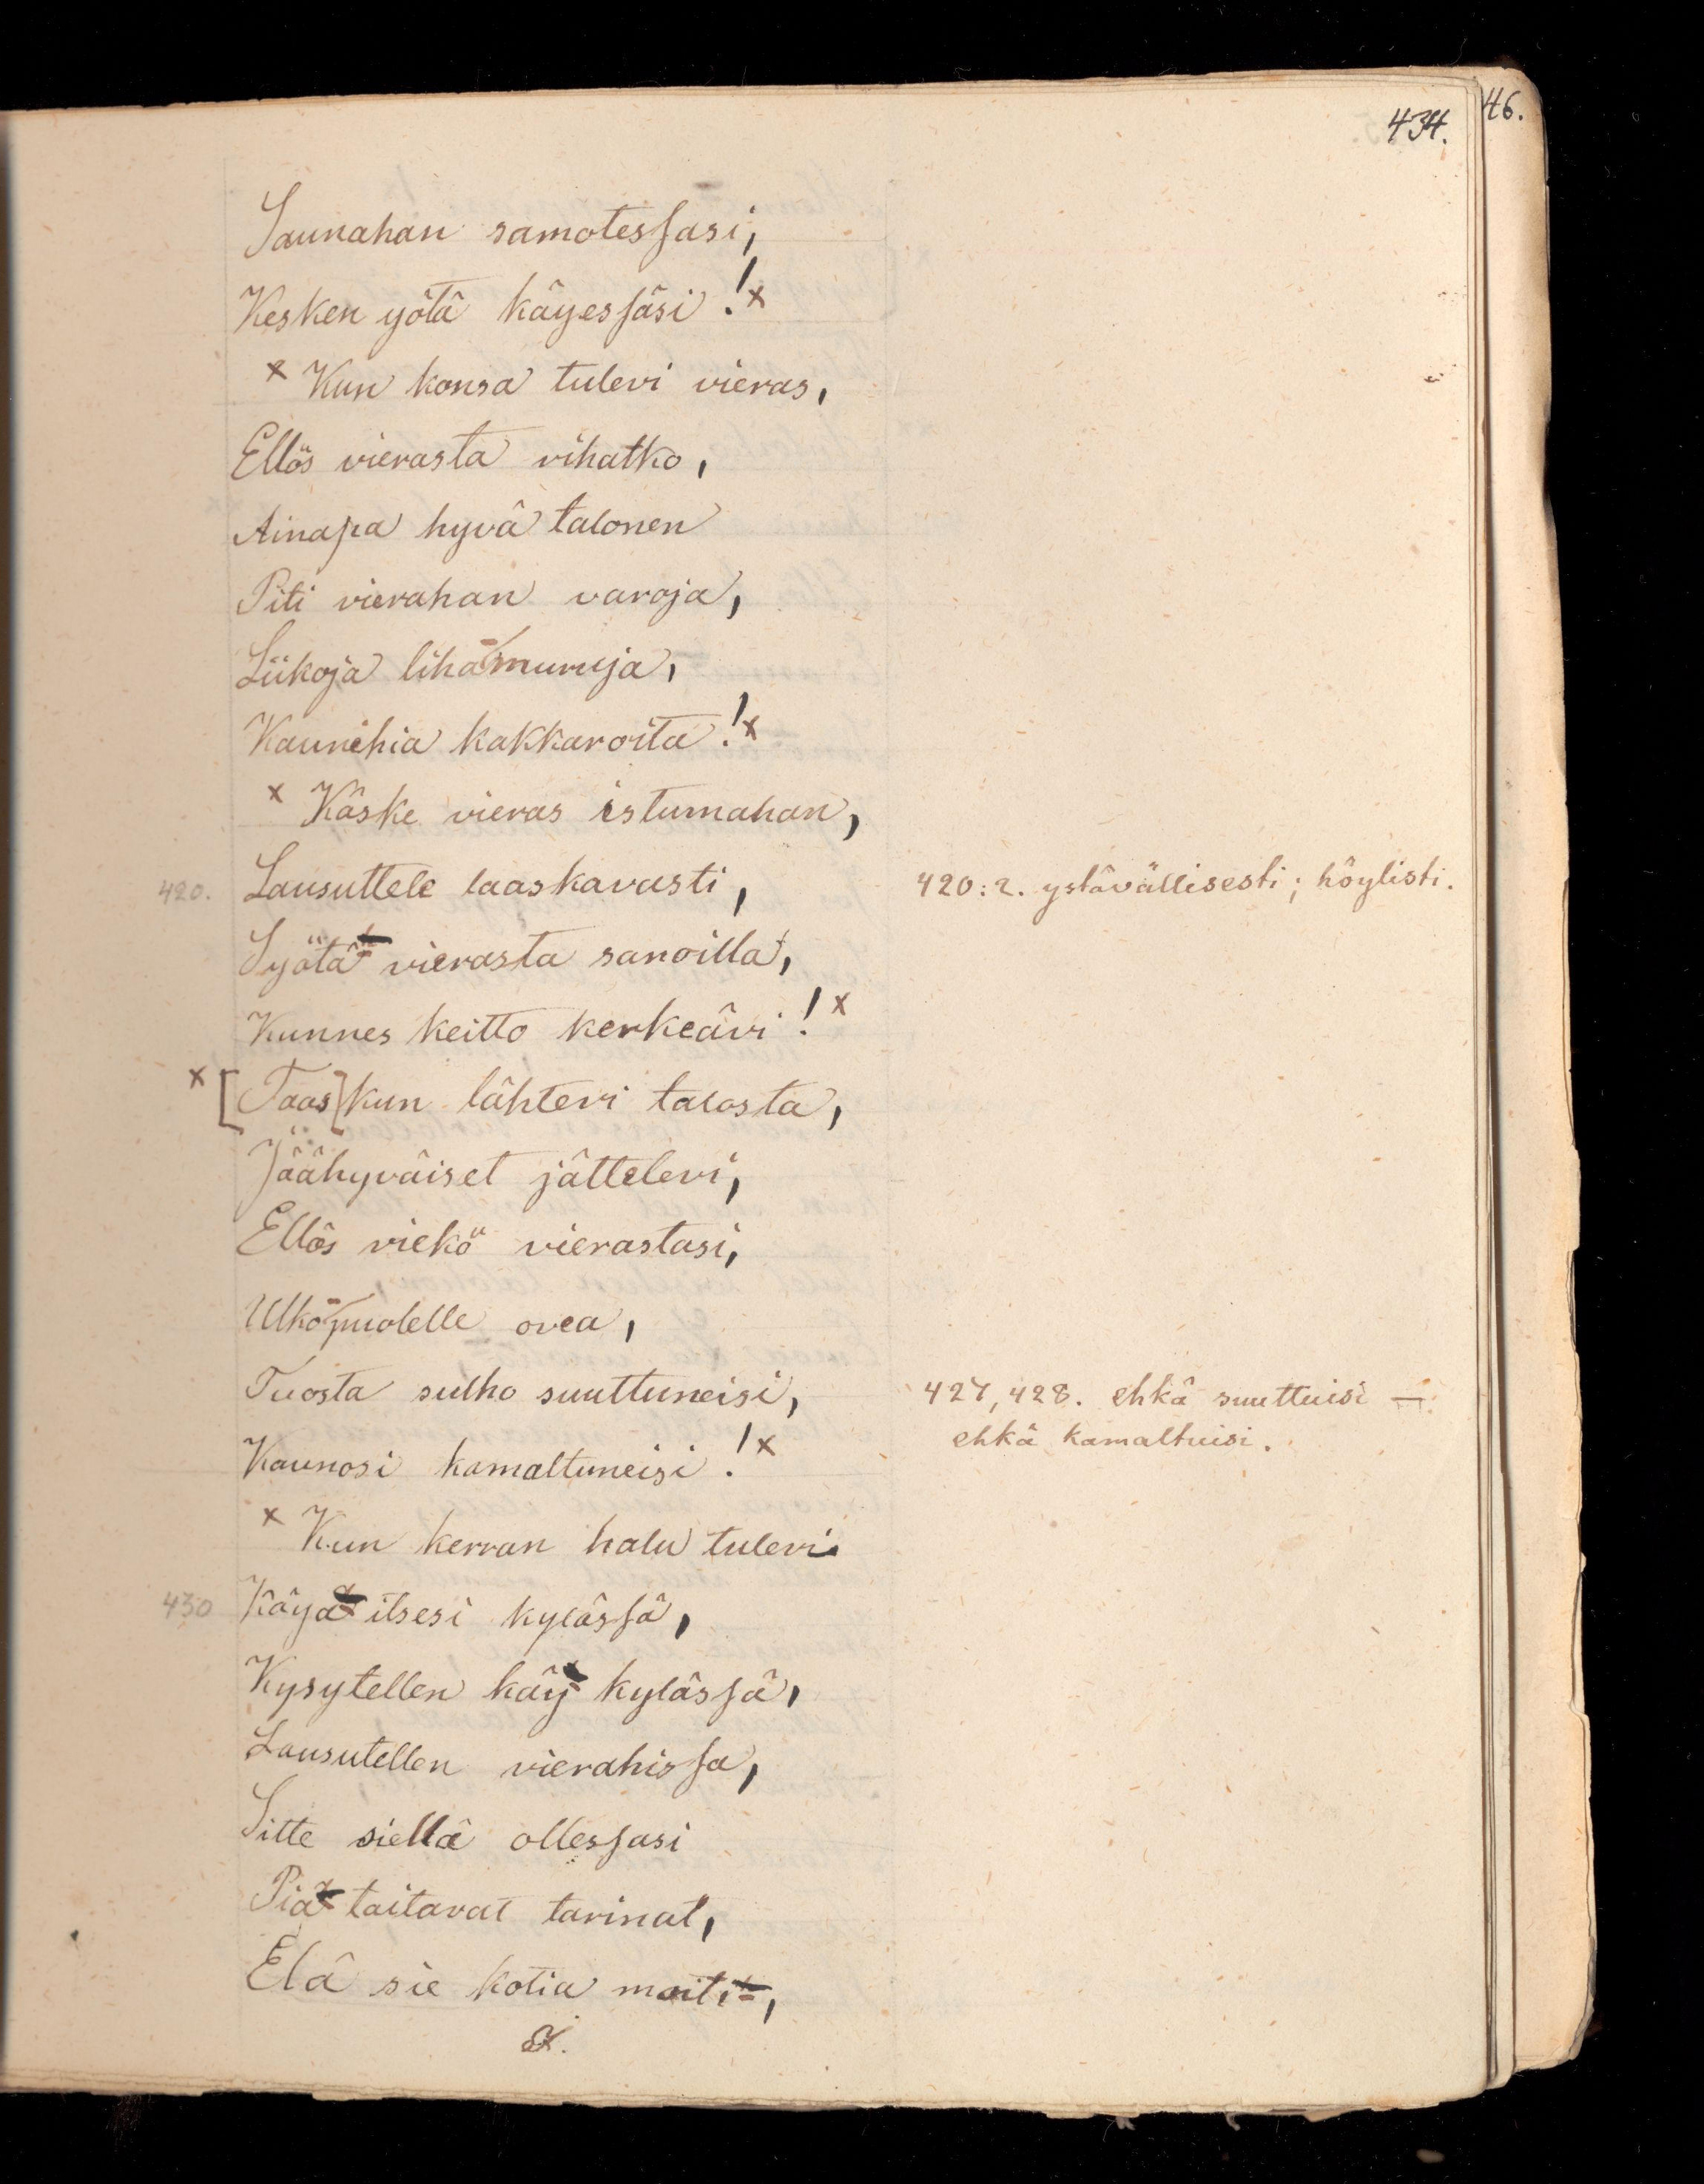 434.
46.
Saunahan samotessasi,
Kesken yötä käyessäsi!x
x Kun konsa tulevi vieras,
Ellös vierasta vihatko,
Ainapa hyvä talonen
Piti vierahan varoja,
Liikoja liha-muruja,
Kaunihia kakkaroita!x
x Käske vieras istumahan,
420. Lausuttele laaskavasti,
420: 2. ystävällisesti; höylisti.
Syötä vierasta sanoilla,
Kunnes keitto kerkeävi!x
x [Taas] kun lähtevi talosta,
Jäähyväiset jättelevi,
Ellös viekö vierastasi,
Ulko-puolelle ovea,
Tuosta sulho suuttuneisi,
427, 428. ehkä suuttuisi —
Kaunosi kamaltuneisi!x
ehkä kamaltuisi.
x Kun kerran halu tulevi
430 Käyä itsesi kylässä,
Kysytellen käy kylässä,
Lausutellen vierahissa,
Sitte siellä ollessasi
Piä taitavat tarinat,
Elä sie kotia moiti,